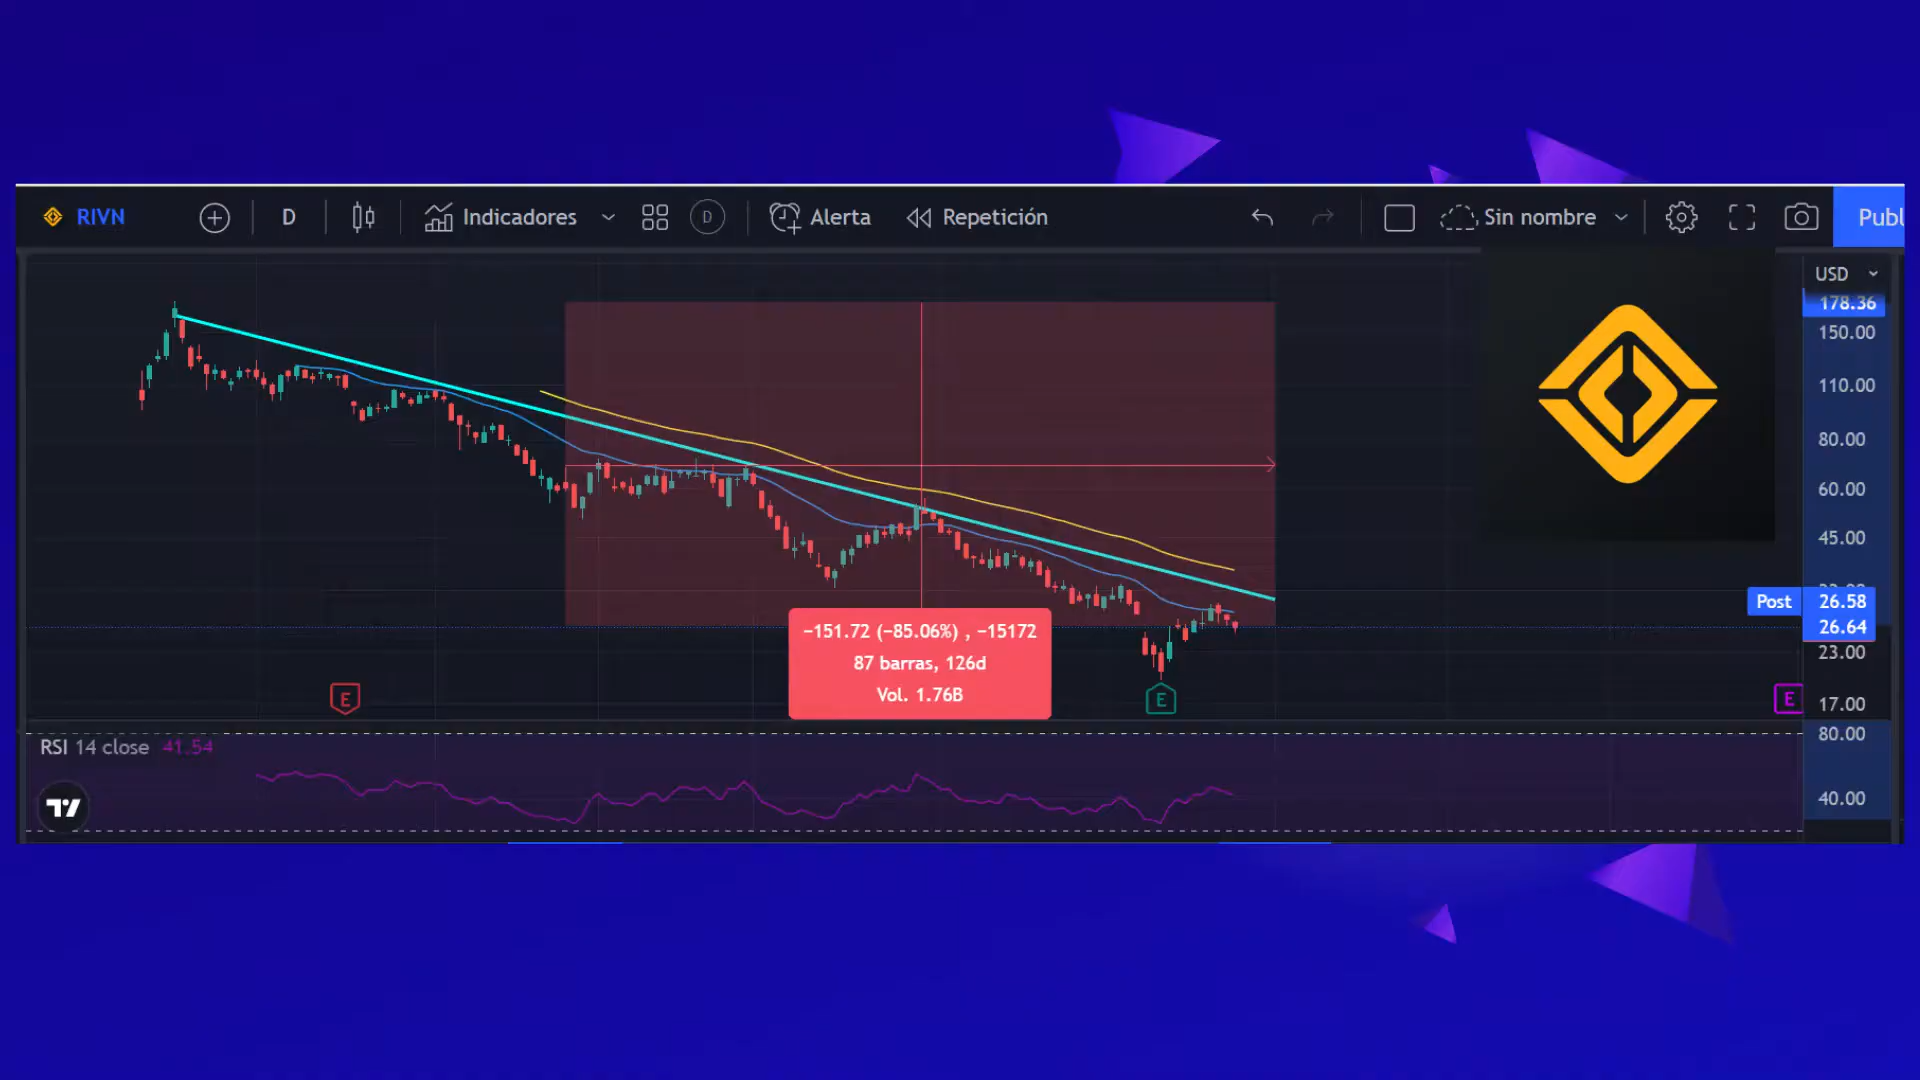 RIVN D Indicadores D Alerta Repetición Sin nombre Publ
USD
178.36
150.00
110.00
80.00
60.00
45.00
Post 26.58
26.64
23.00
17.00
−151.72 (−85.06%) , −15172
87 barras, 126d
Vol. 1.76B
E E E
RSI 14 close 41.54
80.00
40.00